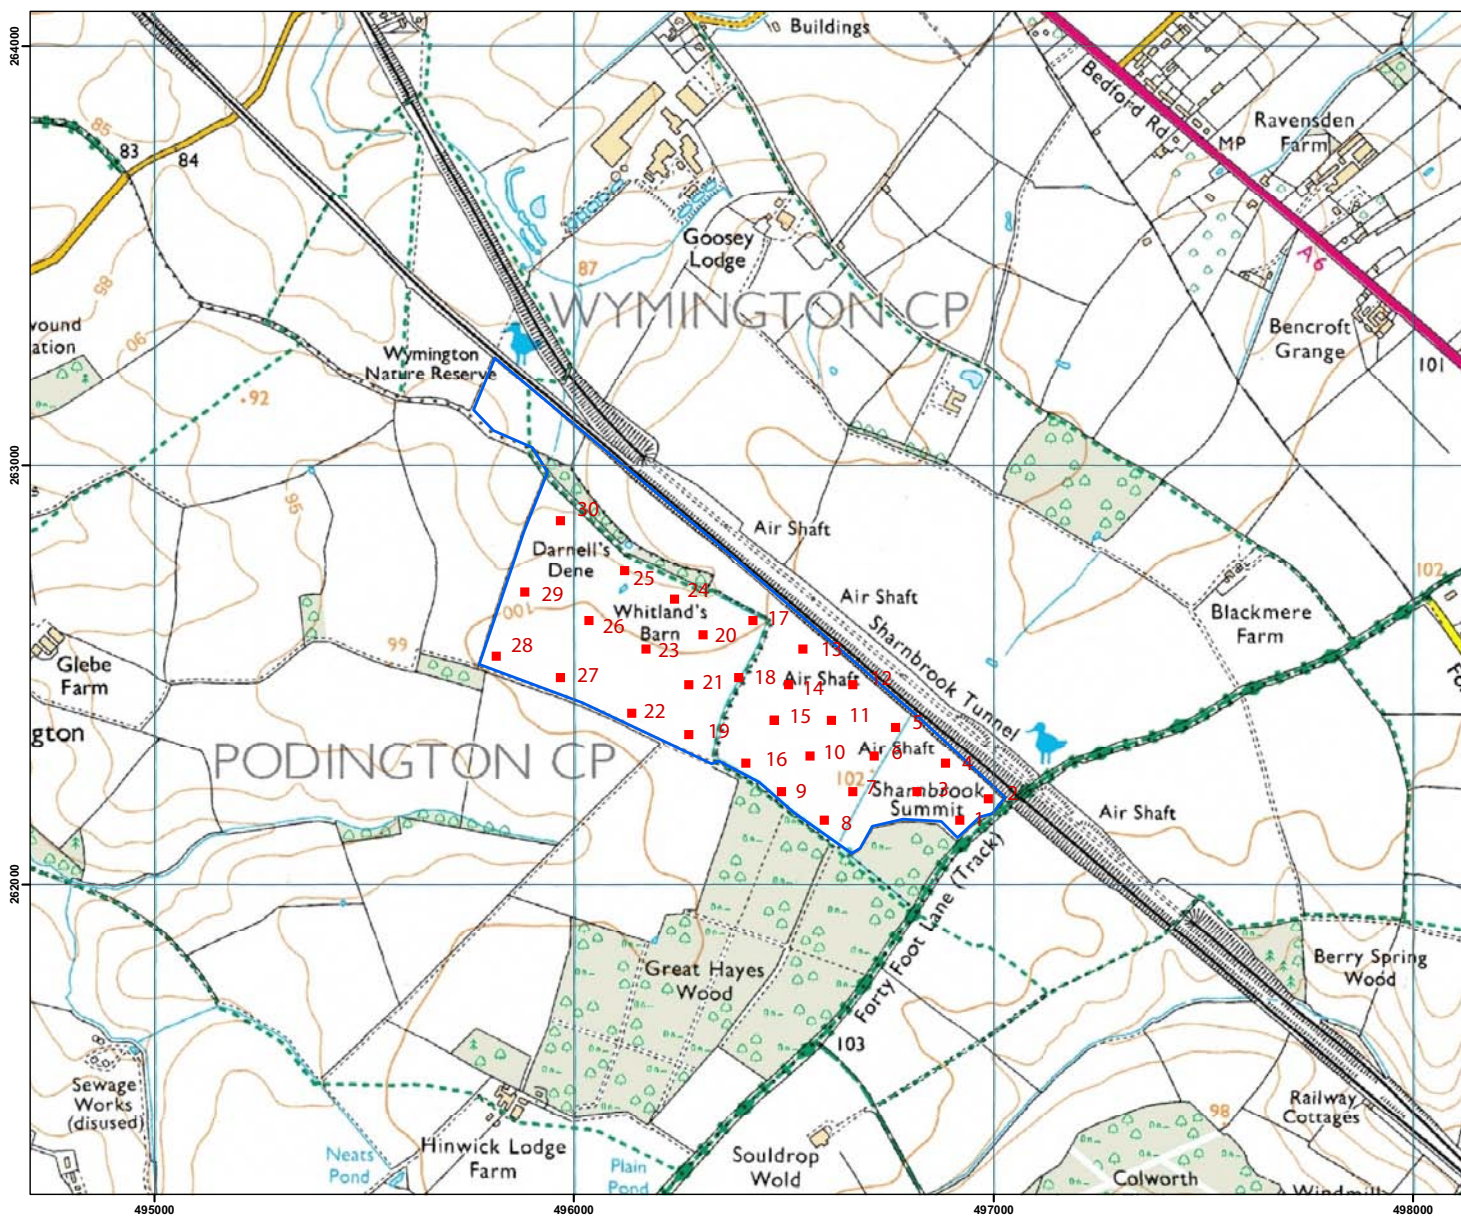 264000
263000
262000
Buildings
Bedford Rd
MP
Ravensden
Farm
A6
85
83
84
85
90
87
Goosey
Lodge
WYMINGTON CP
Bencroft
Grange
101
Wymington
Nature Reserve
92
95
Air Shaft
30
Darnell's
Dene
25
29
24
100
Whitland's
Barn
26
20
17
23
13
Air Shaft
Sharnbrook Tunnel
Blackmere
Farm
102
99
28
27
21
18
Air Shaft
14
12
Glebe
Farm
22
19
15
11
5
PODINGTON CP
16
10
Air Shaft
6
4
102
9
7
3
2
Sharnbrook
Summit
8
1
Air Shaft
Forty Foot Lane (Track)
Great Hayes
Wood
103
Berry Spring
Wood
Sewage
Works
(disused)
Railway
Cottages
98
Neats
Pond
Hinwick Lodge
Farm
Plain
Pond
Souldrop
Wold
Colworth
495000
496000
497000
498000